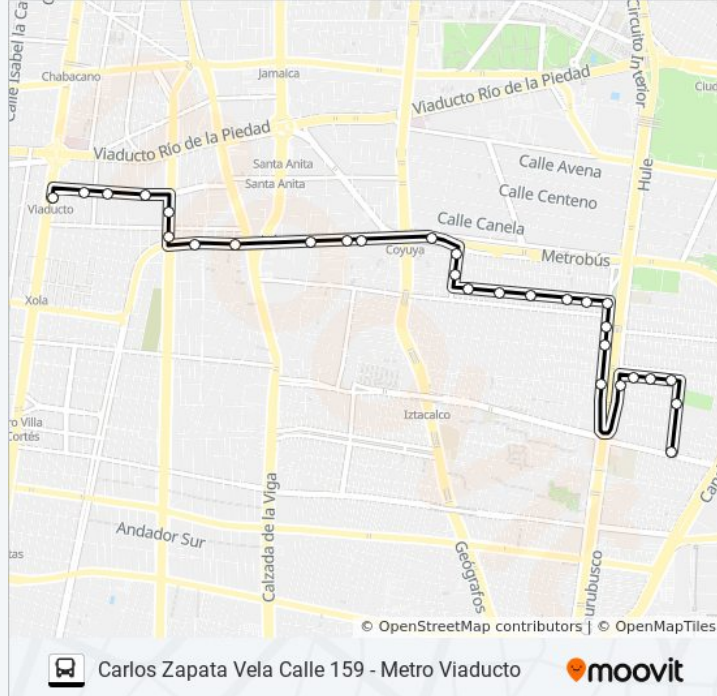 Calle Isabel la Ca
Chabacano
Jamaica
Circuito Interior
Ciud
Viaducto Río de la Piedad
Viaducto Río de la Piedad
Santa Anita
Santa Anita
Calle Avena
Hule
Calle Centeno
Viaducto
Calle Canela
Coyuya
Metrobús
Xola
ro Villa
Cortés
Iztacalco
Calzada de la Viga
Can
Andador Sur
tas
Geógrafos
urubusco
© OpenStreetMap contributors | © OpenMapTiles
Carlos Zapata Vela Calle 159 - Metro Viaducto
moovit